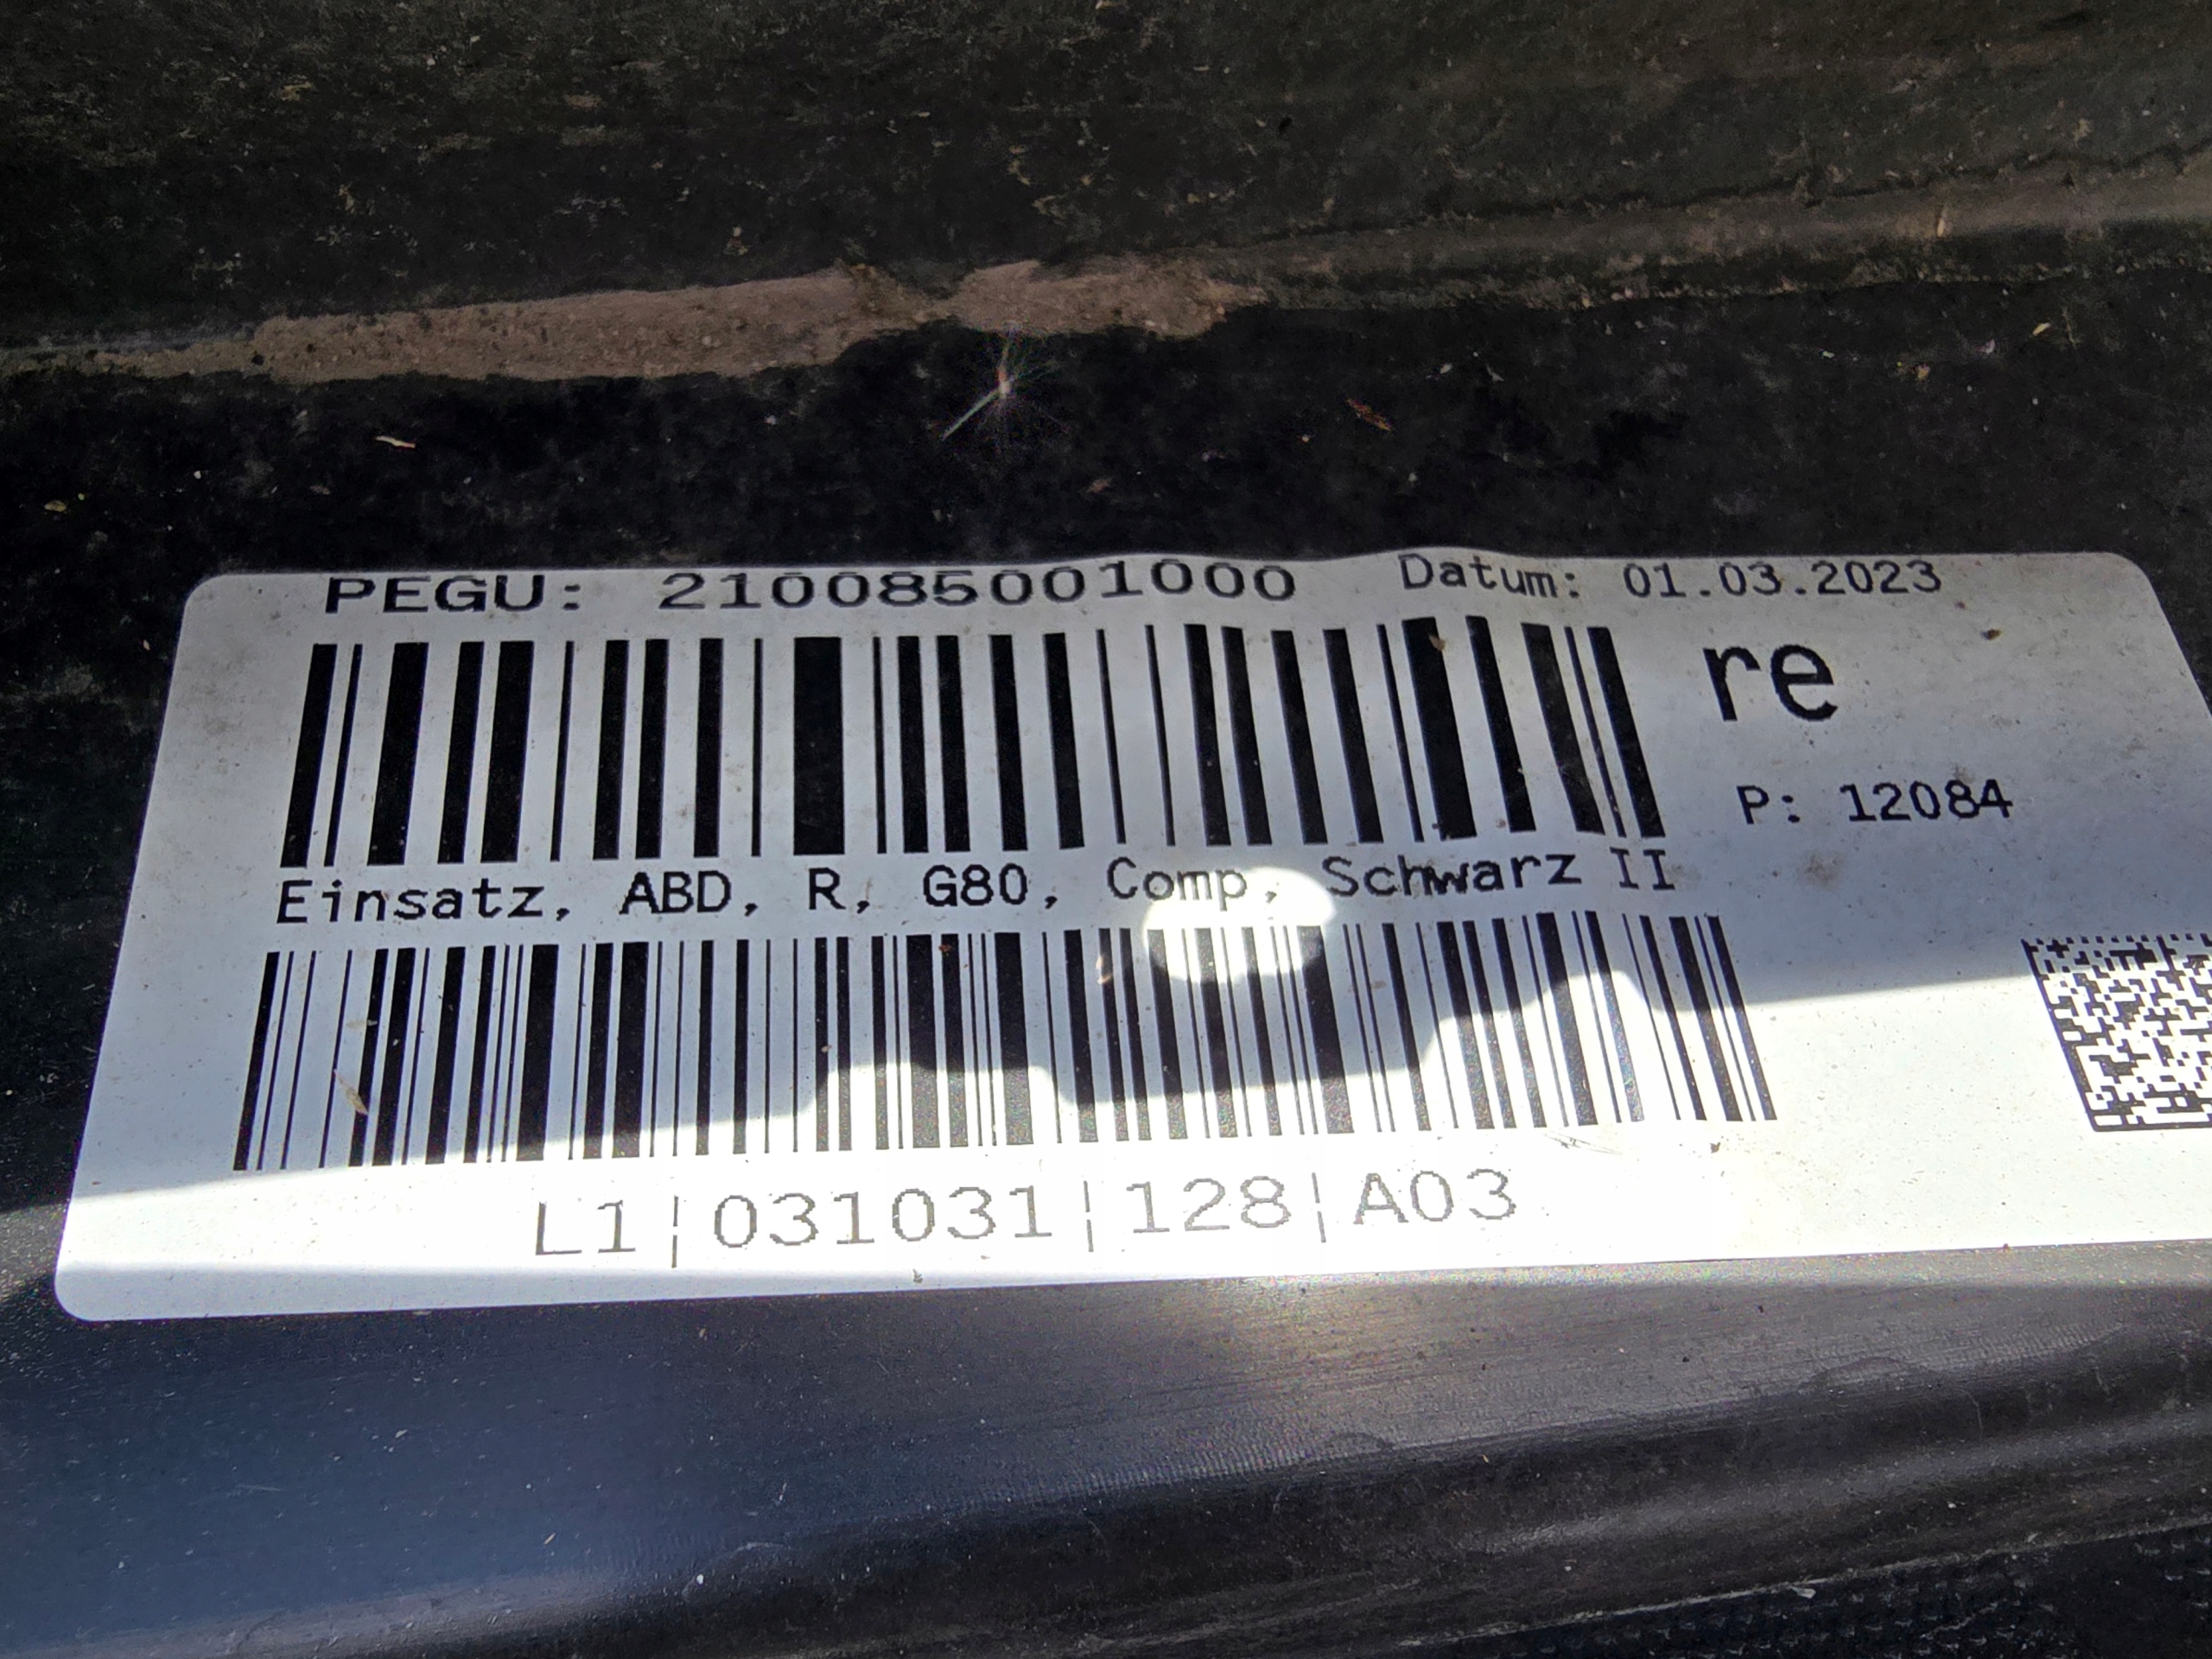 PEGU: 210085001000 Datum: 01.03.2023
re
P: 12084
Einsatz, ABD, R, G80, Comp, Schwarz II
L1¦031031¦128¦A03